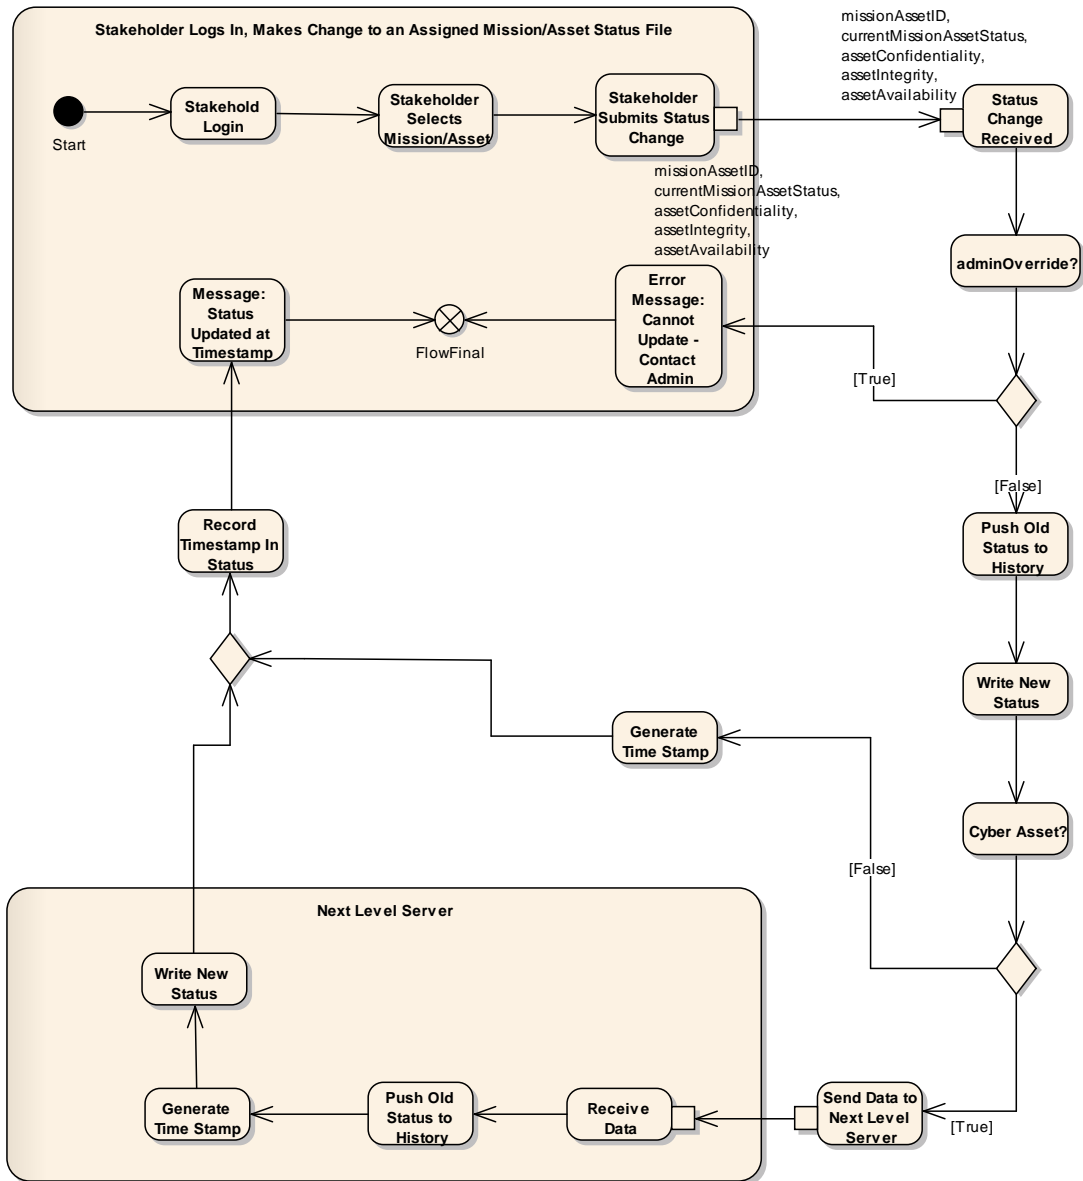 Stakeholder Logs In, Makes Change to an Assigned Mission/Asset Status File
missionAssetID,
currentMissionAssetStatus,
assetConfidentiality,
assetIntegrity,
assetAvailability
Start
Stakehold
Login
Stakeholder
Selects
Mission/Asset
Stakeholder
Submits Status
Change
Status
Change
Received
missionAssetID,
currentMissionAssetStatus,
assetConfidentiality,
assetIntegrity,
assetAvailability
adminOverride?
Message:
Status
Updated at
Timestamp
FlowFinal
Error
Message:
Cannot
Update -
Contact
Admin
[True]
[False]
Record
Timestamp In
Status
Push Old
Status to
History
Write New
Status
Generate
Time Stamp
Cyber Asset?
[False]
Next Level Server
Write New
Status
Generate
Time Stamp
Push Old
Status to
History
Receive
Data
Send Data to
Next Level
Server
[True]